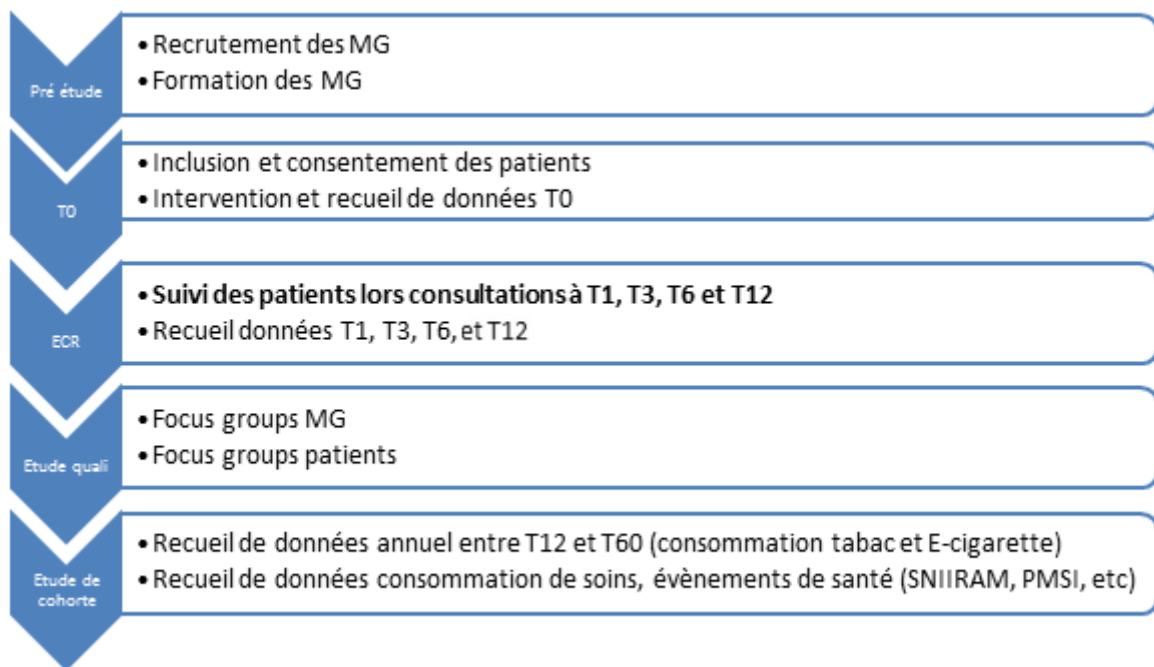 • Recrutement des MG
• Formation des MG
Pré étude
• Inclusion et consentement des patients
• Intervention et recueil de données T0
T0
• Suivi des patients lors consultations à T1, T3, T6 et T12
• Recueil données T1, T3, T6, et T12
ECR
• Focus groups MG
• Focus groups patients
Etude quali
• Recueil de données annuel entre T12 et T60 (consommation tabac et E-cigarette)
• Recueil de données consommation de soins, évènements de santé (SNIIRAM, PMSI, etc)
Etude de
cohorte